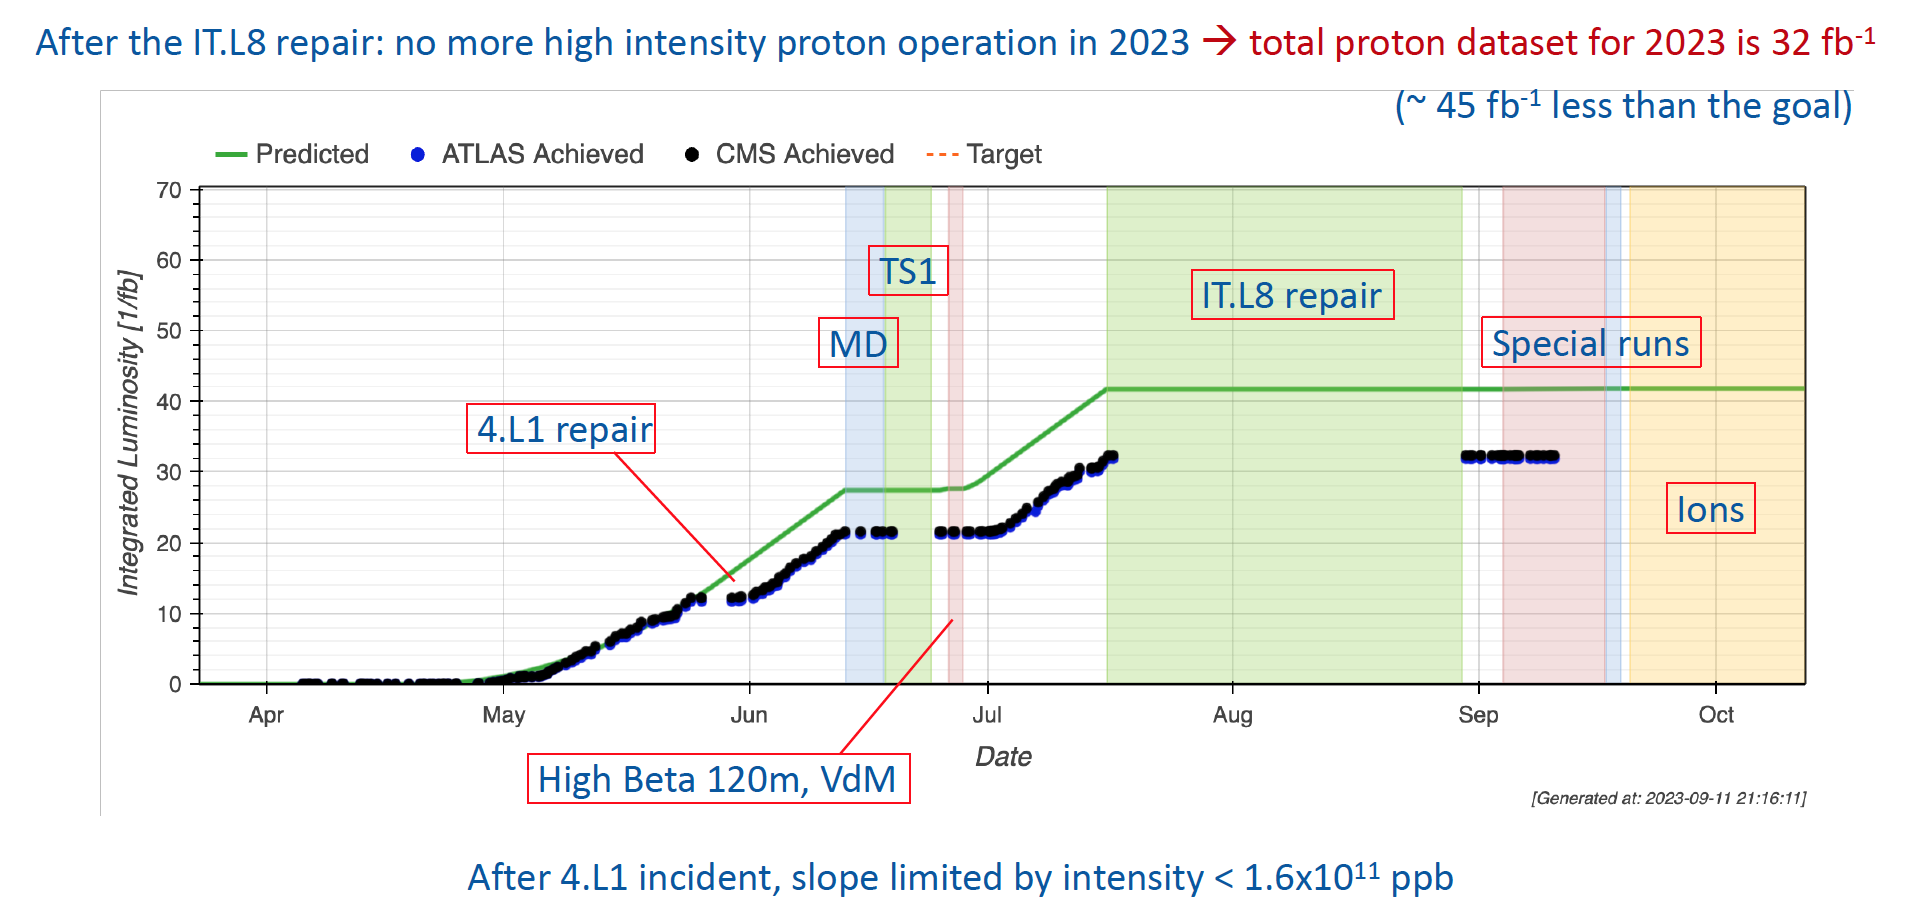 After the IT.L8 repair: no more high intensity proton operation in 2023 → total proton dataset for 2023 is 32 fb⁻¹
(~ 45 fb⁻¹ less than the goal)
Predicted ATLAS Achieved CMS Achieved Target
70
60
50
40
30
20
10
0
Integrated Luminosity [1/fb]
TS1
MD
IT.L8 repair
Special runs
4.L1 repair
Ions
Apr May Jun Jul Aug Sep Oct
Date
High Beta 120m, VdM
[Generated at: 2023-09-11 21:16:11]
After 4.L1 incident, slope limited by intensity < 1.6x10¹¹ ppb